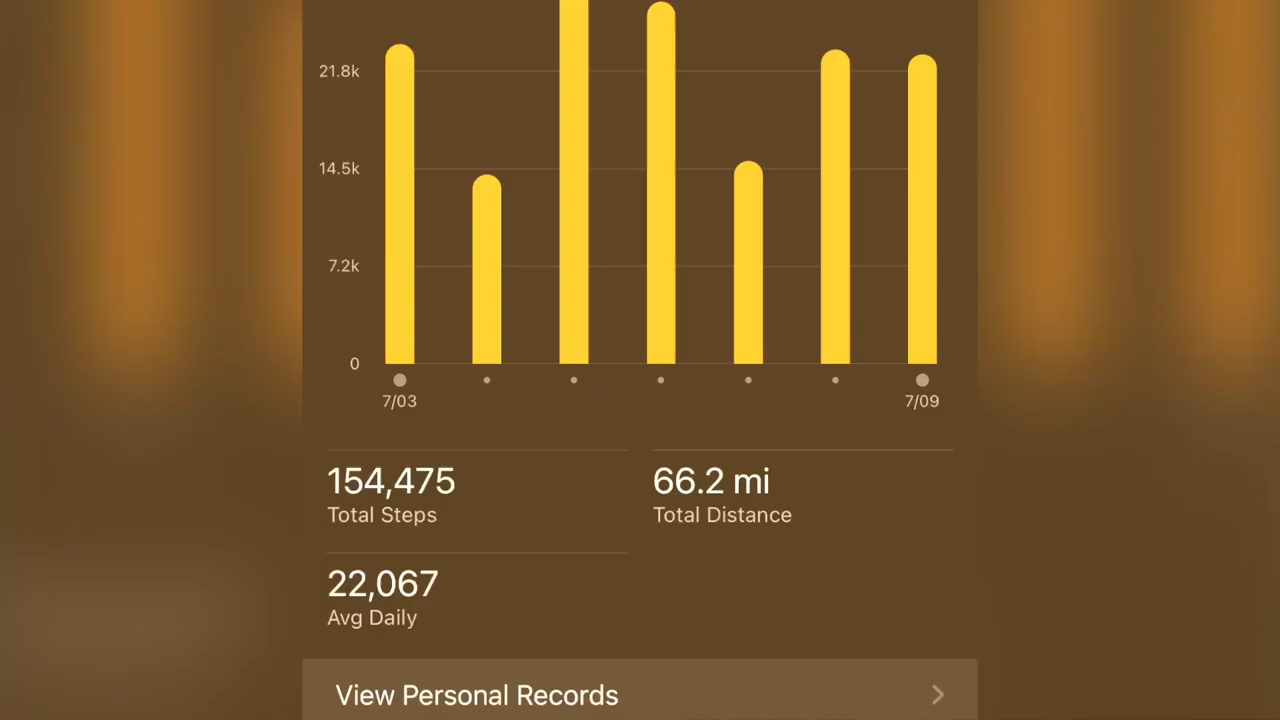 21.8k
14.5k
7.2k
0
7/03
7/09
154,475
Total Steps
66.2 mi
Total Distance
22,067
Avg Daily
View Personal Records